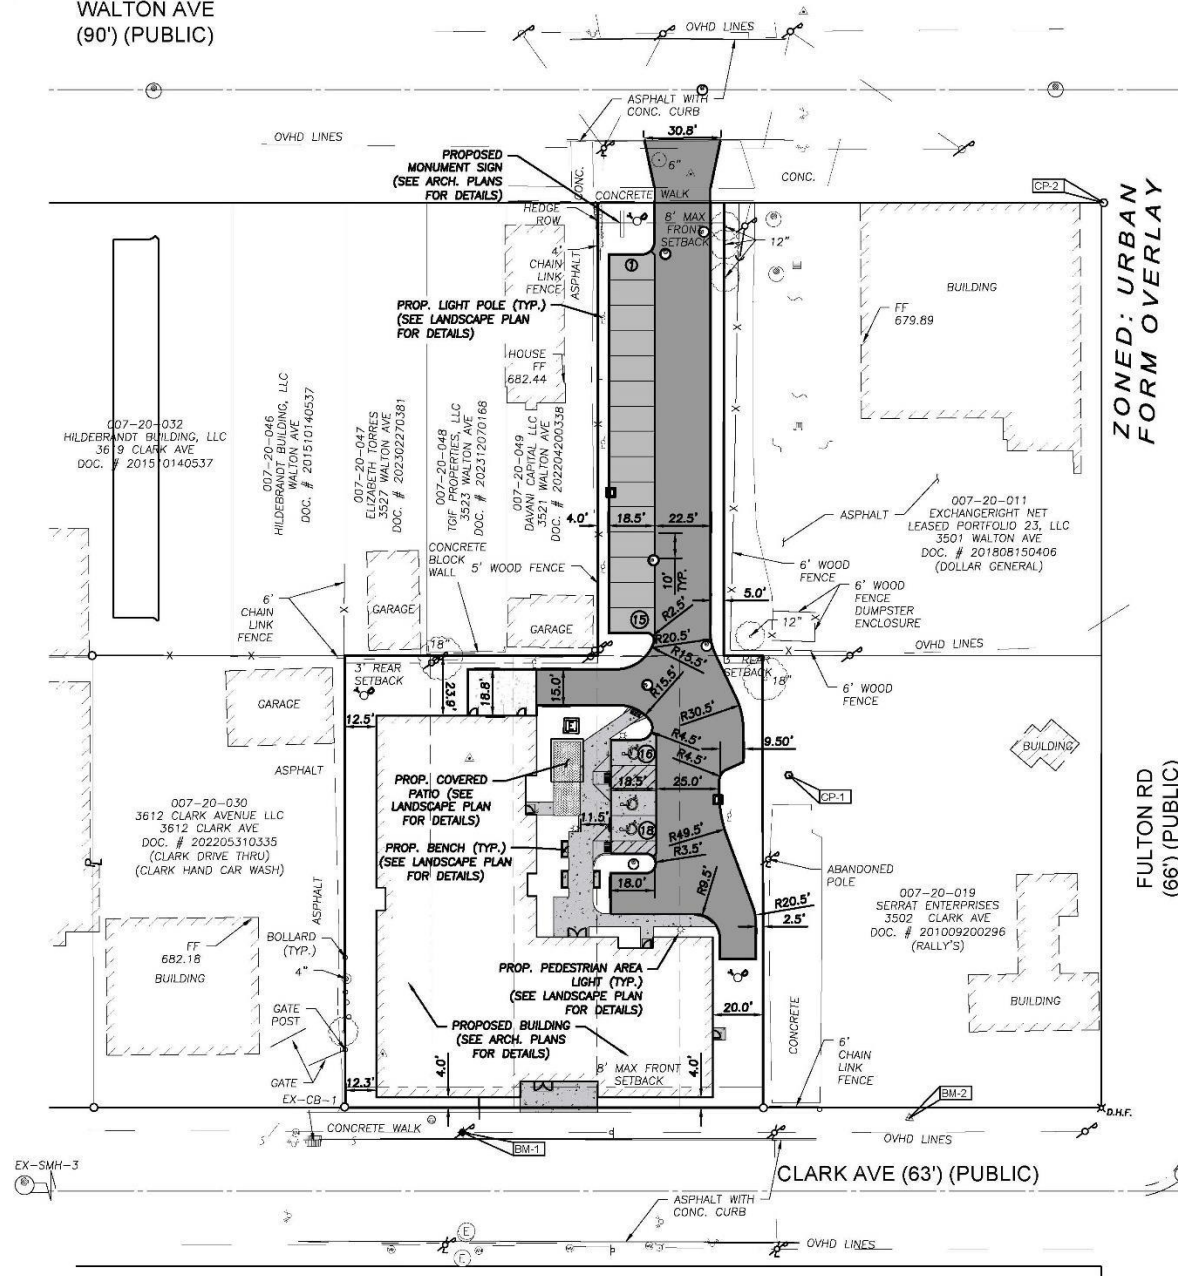 WALTON AVE
(90') (PUBLIC)
OVHD LINES
ASPHALT WITH
CONC. CURB
OVHD LINES
30.8'
PROPOSED
MONUMENT SIGN
(SEE ARCH. PLANS
FOR DETAILS)
CONC.
6"
CONC.
CONCRETE WALK
CP-2
HEDGE
ROW
8' MAX
FRONT
SETBACK
12"
4'
CHAIN
LINK
FENCE
ASPHALT
1
BUILDING
FF
679.89
ZONED: URBAN
FORM OVERLAY
PROP. LIGHT POLE (TYP.)
(SEE LANDSCAPE PLAN
FOR DETAILS)
HOUSE
FF
682.44
007-20-032
HILDEBRANDT BUILDING, LLC
3619 CLARK AVE
DOC. # 201510140537
007-20-046
HILDEBRANDT BUILDING, LLC
WALTON AVE
DOC. # 201510140537
007-20-047
ELIZABETH TORRES
3527 WALTON AVE
DOC. # 202302270381
007-20-048
TGIF PROPERTIES, LLC
3523 WALTON AVE
DOC. # 202312070168
007-20-049
DAVANI CAPITAL LLC
3521 WALTON AVE
DOC. # 202204200338
4.0'
18.5'
22.5'
ASPHALT
007-20-011
EXCHANGERIGHT NET
LEASED PORTFOLIO 23, LLC
3501 WALTON AVE
DOC. # 201808150406
(DOLLAR GENERAL)
CONCRETE
BLOCK
WALL
5' WOOD FENCE
10'
TYP.
6' WOOD
FENCE
5.0'
6' WOOD
FENCE
DUMPSTER
ENCLOSURE
6'
CHAIN
LINK
FENCE
GARAGE
GARAGE
15
R2.5'
12"
R20.5'
R15.5'
OVHD LINES
18"
3' REAR
SETBACK
3' REAR
SETBACK
18"
6' WOOD
FENCE
GARAGE
23.9'
18.8'
15.0'
R15.5'
R30.5'
12.5'
R4.5'
R4.5'
9.50'
BUILDING
E
16
ASPHALT
PROP. COVERED
PATIO (SEE
LANDSCAPE PLAN
FOR DETAILS)
18.5'
25.0'
CP-1
007-20-030
3612 CLARK AVENUE LLC
3612 CLARK AVE
DOC. # 202205310335
(CLARK DRIVE THRU)
(CLARK HAND CAR WASH)
11.5'
18
PROP. BENCH (TYP.)
(SEE LANDSCAPE PLAN
FOR DETAILS)
R49.5'
R3.5'
FULTON RD
(66') (PUBLIC)
18.0'
R9.5'
ABANDONED
POLE
ASPHALT
R20.5'
2.5'
007-20-019
SERRAT ENTERPRISES
3502 CLARK AVE
DOC. # 201009200296
(RALLY'S)
FF
682.18
BUILDING
BOLLARD
(TYP.)
4"
PROP. PEDESTRIAN AREA
LIGHT (TYP.)
(SEE LANDSCAPE PLAN
FOR DETAILS)
GATE
POST
20.0'
BUILDING
PROPOSED BUILDING
(SEE ARCH. PLANS
FOR DETAILS)
CONCRETE
6'
CHAIN
LINK
FENCE
GATE
12.3'
4.0'
8' MAX FRONT
SETBACK
4.0'
EX-CB-1
BM-2
D.H.F.
CONCRETE WALK
BM-1
OVHD LINES
EX-SMH-3
CLARK AVE (63') (PUBLIC)
ASPHALT WITH
CONC. CURB
E
E
OVHD LINES